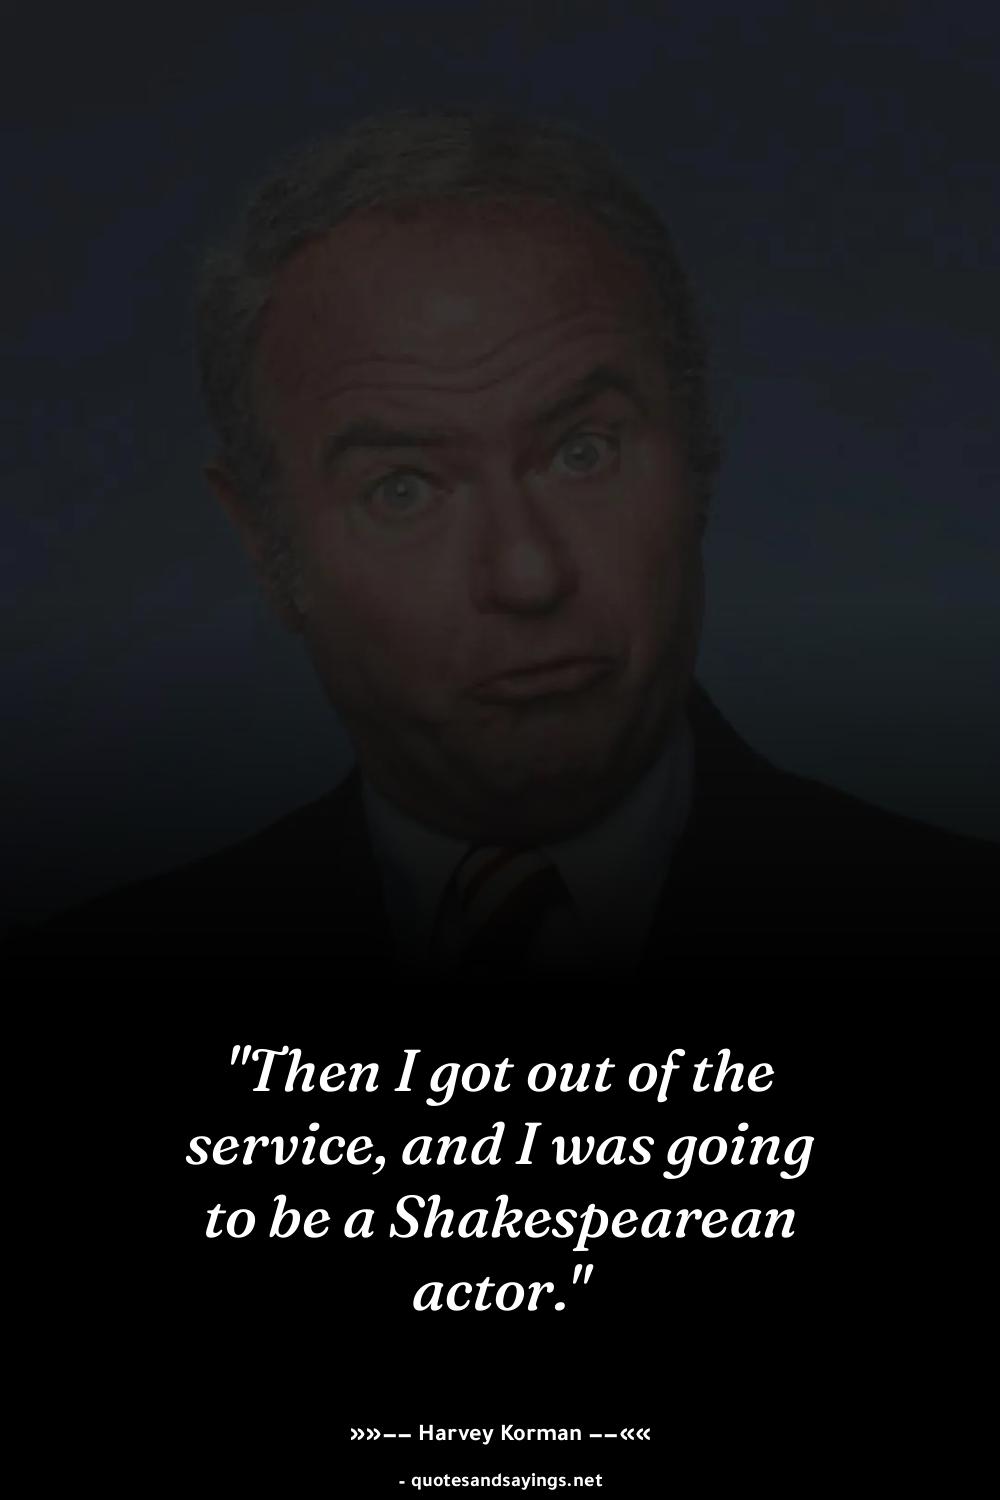 "Then I got out of the
service, and I was going
to be a Shakespearean
actor."
»»−− Harvey Korman −−««
- quotesandsayings.net